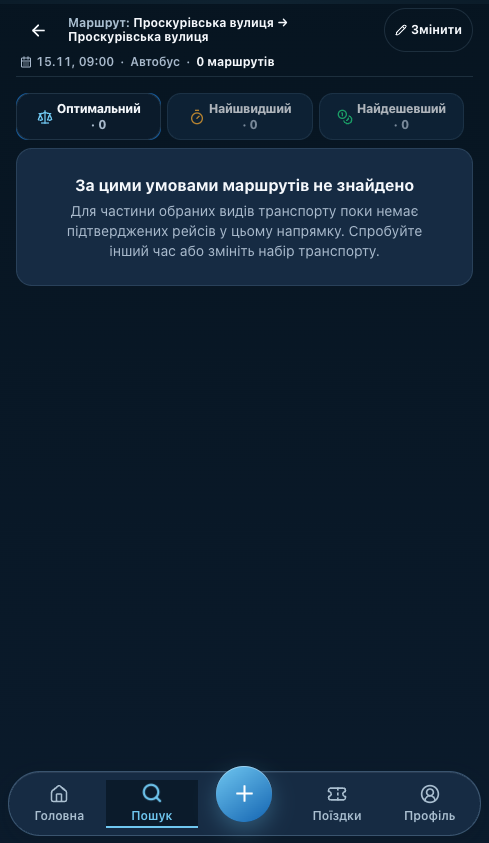 Маршрут: Проскурівська вулиця →
Проскурівська вулиця
Змінити
15.11, 09:00 · Автобус · 0 маршрутів
Оптимальний
· 0
Найшвидший
· 0
Найдешевший
· 0
За цими умовами маршрутів не знайдено
Для частини обраних видів транспорту поки немає
підтверджених рейсів у цьому напрямку. Спробуйте
інший час або змініть набір транспорту.
Головна
Пошук
Поїздки
Профіль